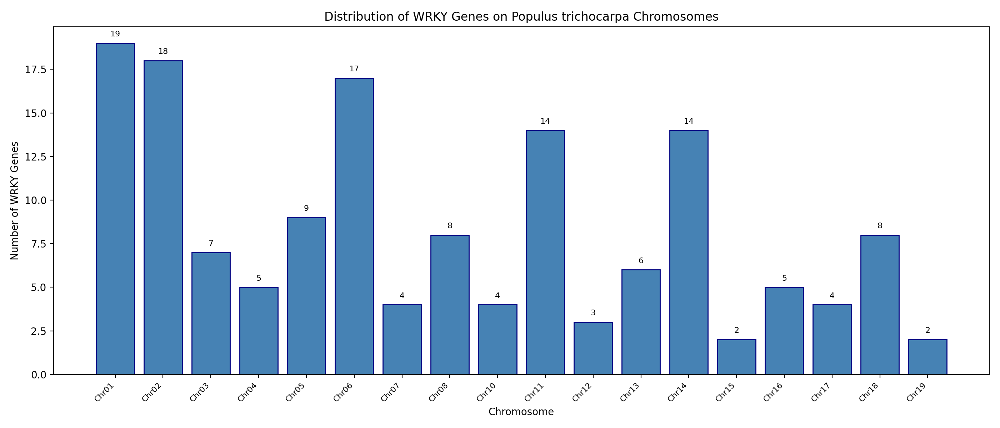 Distribution of WRKY Genes on Populus trichocarpa Chromosomes
Number of WRKY Genes
17.5
15.0
12.5
10.0
7.5
5.0
2.5
0.0
19
18
7
5
9
17
4
8
4
14
3
6
14
2
5
4
8
2
Chr01
Chr02
Chr03
Chr04
Chr05
Chr06
Chr07
Chr08
Chr10
Chr11
Chr12
Chr13
Chr14
Chr15
Chr16
Chr17
Chr18
Chr19
Chromosome